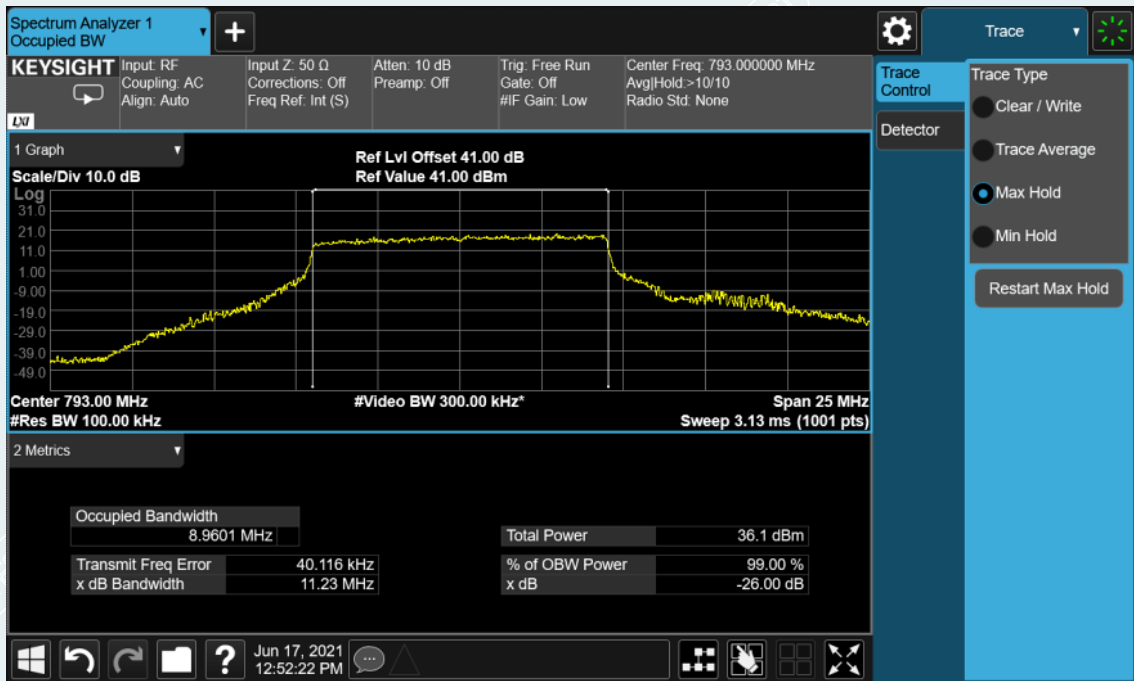 Spectrum Analyzer 1
Occupied BW
+
Trace
KEYSIGHT
Input: RF
Coupling: AC
Align: Auto
Input Z: 50 Ω
Corrections: Off
Freq Ref: Int (S)
Atten: 10 dB
Preamp: Off
Trig: Free Run
Gate: Off
#IF Gain: Low
Center Freq: 793.000000 MHz
Avg|Hold:>10/10
Radio Std: None
LXI
Trace
Control
Detector
Trace Type
Clear / Write
Trace Average
Max Hold
Min Hold
Restart Max Hold
1 Graph
Scale/Div 10.0 dB
Ref Lvl Offset 41.00 dB
Ref Value 41.00 dBm
Log
31.0
21.0
11.0
1.00
-9.00
-19.0
-29.0
-39.0
-49.0
Center 793.00 MHz
#Video BW 300.00 kHz*
Span 25 MHz
#Res BW 100.00 kHz
Sweep 3.13 ms (1001 pts)
2 Metrics
Occupied Bandwidth
8.9601 MHz
Total Power 36.1 dBm
Transmit Freq Error 40.116 kHz
% of OBW Power 99.00 %
x dB Bandwidth 11.23 MHz
x dB -26.00 dB
?
Jun 17, 2021
12:52:22 PM